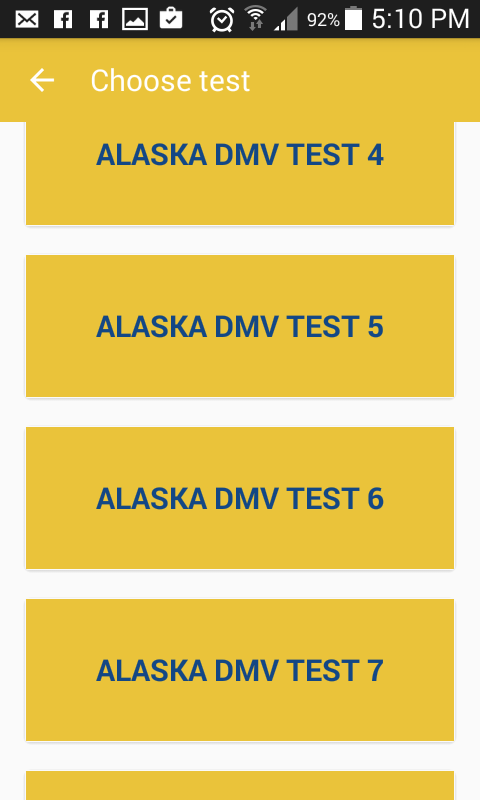 92% 5:10 PM
Choose test
ALASKA DMV TEST 4
ALASKA DMV TEST 5
ALASKA DMV TEST 6
ALASKA DMV TEST 7